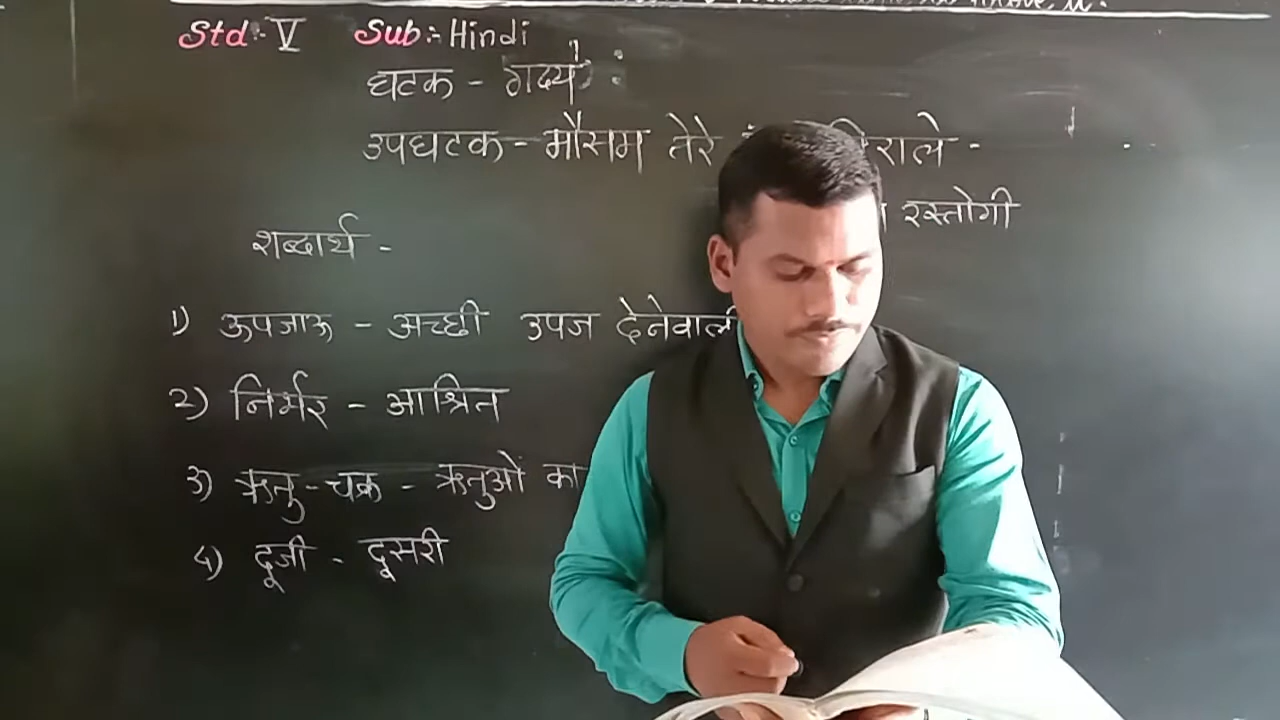 Std :- V Sub :- Hindi
घटक - गद्य :
उपघटक - मौसम तेरे राले -
रस्तोगी
शब्दार्थ -
1) ऊपजाऊ - अच्छी उपज देनेवाली
2) निर्भर - आश्रित
3) ऋतु-चक्र - ऋतुओं का
4) दूजी - दूसरी